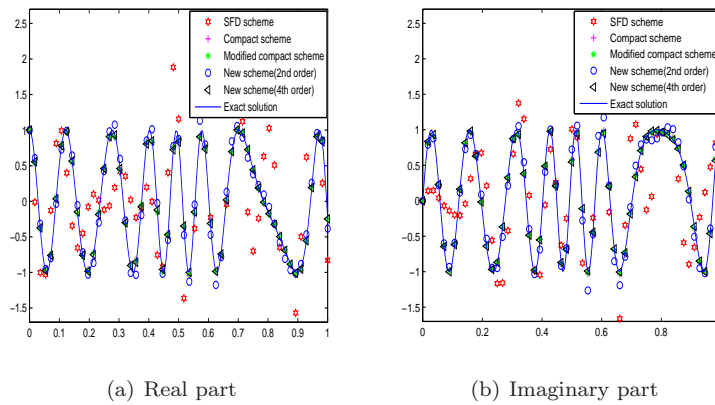 2.5
2
1.5
1
0.5
0
−0.5
−1
−1.5
SFD scheme
Compact scheme
Modified compact scheme
New scheme(2nd order)
New scheme(4th order)
Exact solution
0 0.1 0.2 0.3 0.4 0.5 0.6 0.7 0.8 0.9 1
(a) Real part
2.5
2
1.5
1
0.5
0
−0.5
−1
−1.5
SFD scheme
Compact scheme
Modified compact scheme
New scheme(2nd order)
New scheme(4th order)
Exact solution
0 0.2 0.4 0.6 0.8
(b) Imaginary part